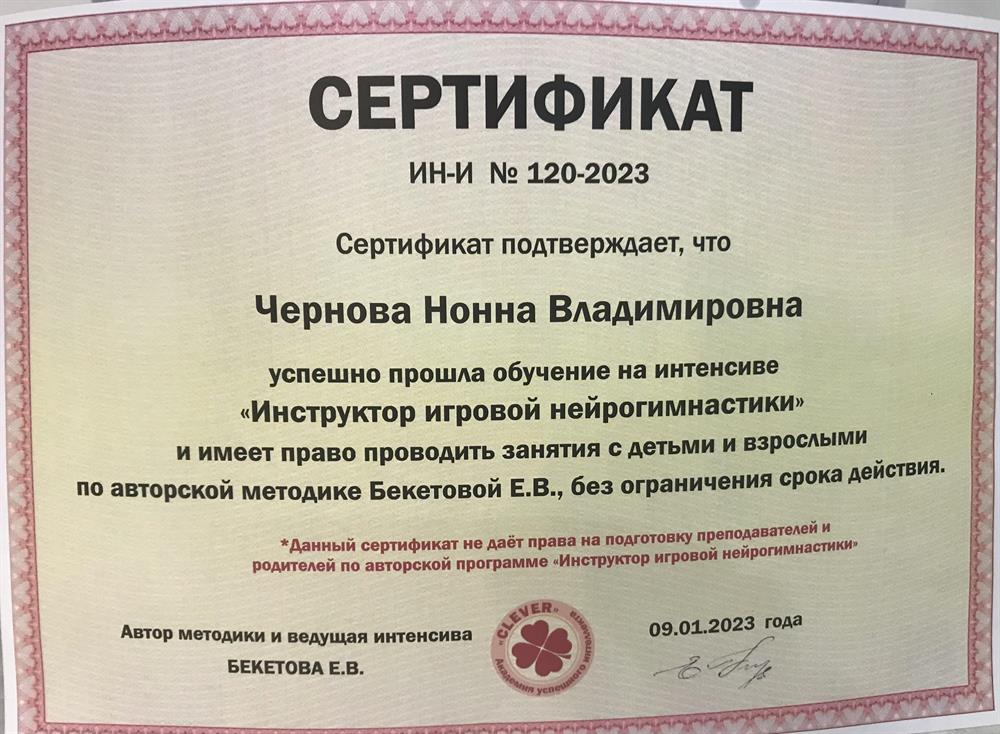 СЕРТИФИКАТ
ИН-И № 120-2023
Сертификат подтверждает, что
Чернова Нонна Владимировна
успешно прошла обучение на интенсиве
«Инструктор игровой нейрогимнастики»
и имеет право проводить занятия с детьми и взрослыми
по авторской методике Бекетовой Е.В., без ограничения срока действия.
*Данный сертификат не даёт права на подготовку преподавателей и
родителей по авторской программе «Инструктор игровой нейрогимнастики»
Автор методики и ведущая интенсива
БЕКЕТОВА Е.В.
«CLEVER»
Академия успешного интеллекта
09.01.2023 года